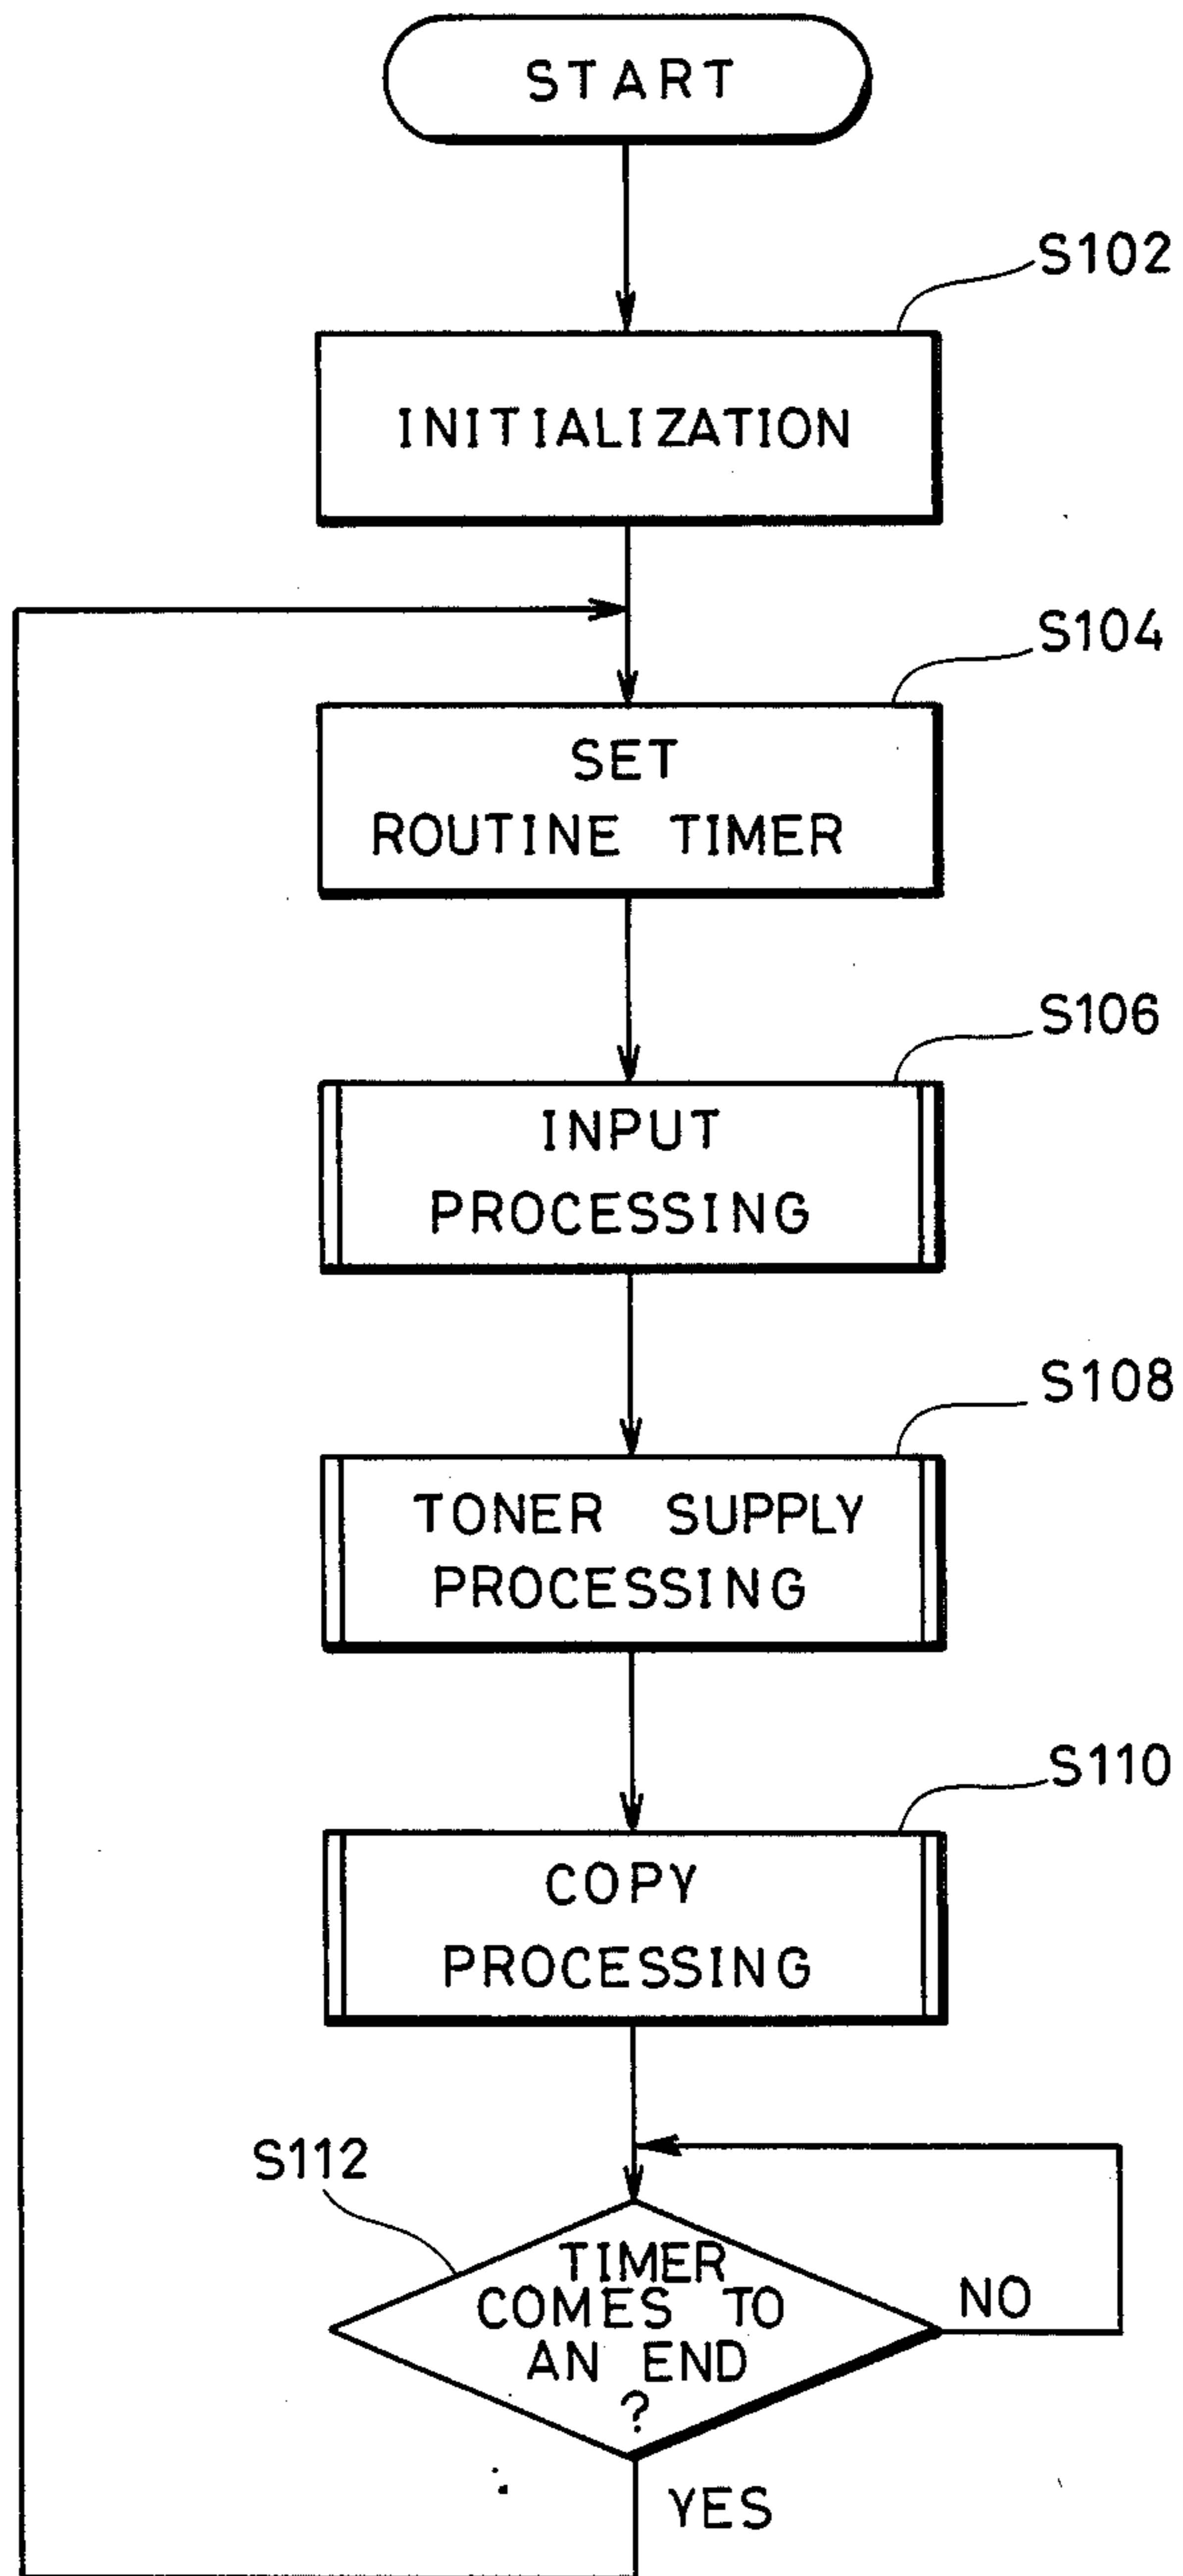 START
S102
INITIALIZATION
S104
SET
ROUTINE TIMER
S106
INPUT
PROCESSING
S108
TONER SUPPLY
PROCESSING
S110
COPY
PROCESSING
S112
TIMER
COMES TO
AN END
?
NO
YES